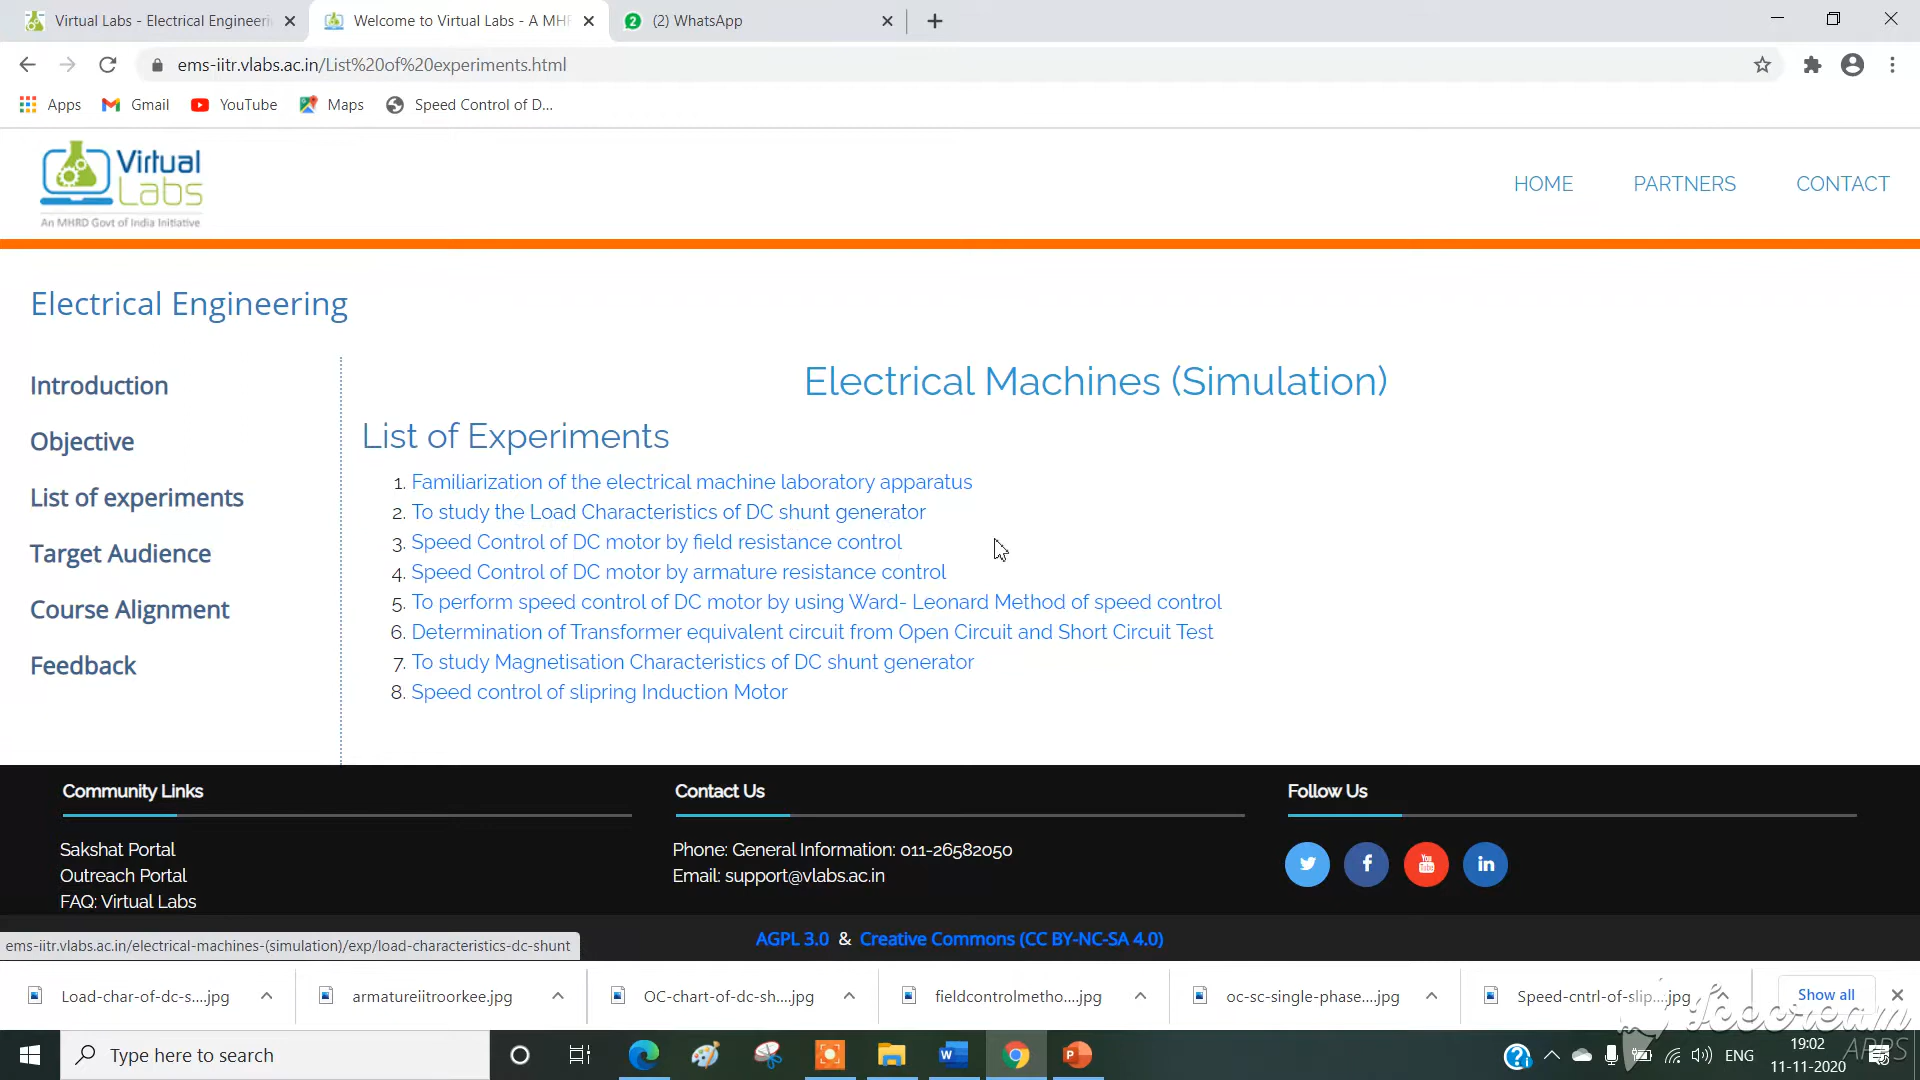 Virtual Labs - Electrical Engineeri
Welcome to Virtual Labs - A MHR
(2) WhatsApp
ems-iitr.vlabs.ac.in/List%20of%20experiments.html
Apps
Gmail
YouTube
Maps
Speed Control of D...
Virtual
Labs
An MHRD Govt of India Initiative
HOME
PARTNERS
CONTACT
Electrical Engineering
Introduction
Objective
List of experiments
Target Audience
Course Alignment
Feedback
Electrical Machines (Simulation)
List of Experiments
1. Familiarization of the electrical machine laboratory apparatus
2. To study the Load Characteristics of DC shunt generator
3. Speed Control of DC motor by field resistance control
4. Speed Control of DC motor by armature resistance control
5. To perform speed control of DC motor by using Ward- Leonard Method of speed control
6. Determination of Transformer equivalent circuit from Open Circuit and Short Circuit Test
7. To study Magnetisation Characteristics of DC shunt generator
8. Speed control of slipring Induction Motor
Community Links
Sakshat Portal
Outreach Portal
FAQ: Virtual Labs
Contact Us
Phone: General Information: 011-26582050
Email: support@vlabs.ac.in
Follow Us
You
Tube
AGPL 3.0 & Creative Commons (CC BY-NC-SA 4.0)
ems-iitr.vlabs.ac.in/electrical-machines-(simulation)/exp/load-characteristics-dc-shunt
Load-char-of-dc-s....jpg
armatureiitroorkee.jpg
OC-chart-of-dc-sh....jpg
fieldcontrolmetho....jpg
oc-sc-single-phase....jpg
Speed-cntrl-of-slip....jpg
Show all
Icecream
APPS
Type here to search
ENG
19:02
11-11-2020